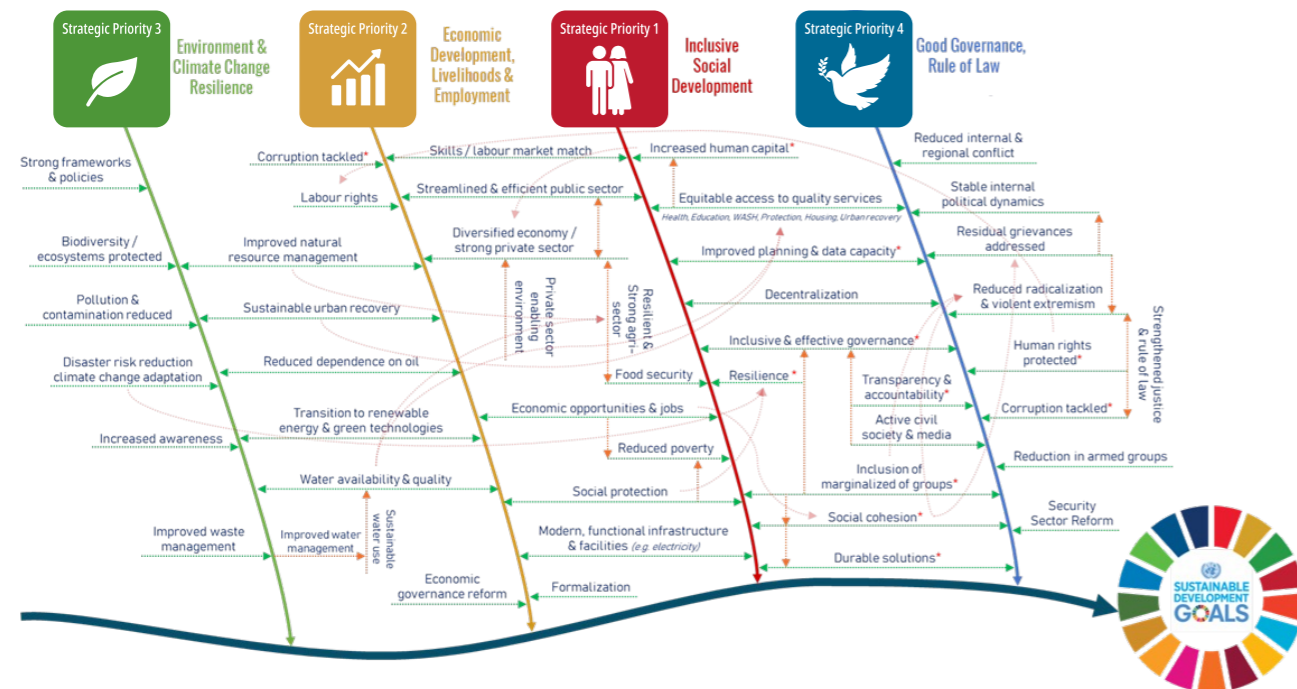 Strategic Priority 3
Environment &
Climate Change
Resilience
Strategic Priority 2
Economic
Development,
Livelihoods &
Employment
Strategic Priority 1
Inclusive
Social
Development
Strategic Priority 4
Good Governance,
Rule of Law
Strong frameworks
& policies
Biodiversity /
ecosystems protected
Pollution &
contamination reduced
Disaster risk reduction
climate change adaptation
Increased awareness
Improved waste
management
Improved natural
resource management
Sustainable urban recovery
Reduced dependence on oil
Transition to renewable
energy & green technologies
Water availability & quality
Improved water
management
Sustainable
water use
Corruption tackled*
Labour rights
Economic
governance reform
Formalization
Skills / labour market match
Streamlined & efficient public sector
Diversified economy /
strong private sector
Private sector
enabling
environment
Resilient &
Strong agri-
sector
Food security
Economic opportunities & jobs
Reduced poverty
Social protection
Modern, functional infrastructure
& facilities (e.g. electricity)
Increased human capital*
Equitable access to quality services
Health, Education, WASH, Protection, Housing, Urban recovery
Improved planning & data capacity*
Decentralization
Inclusive & effective governance*
Resilience *
Transparency &
accountability*
Active civil
society & media
Inclusion of
marginalized of groups*
Social cohesion*
Durable solutions*
Reduced internal &
regional conflict
Stable internal
political dynamics
Residual grievances
addressed
Reduced radicalization
& violent extremism
Human rights
protected*
Corruption tackled*
Strengthened justice
& rule of law
Reduction in armed groups
Security
Sector Reform
SUSTAINABLE
DEVELOPMENT
GOALS